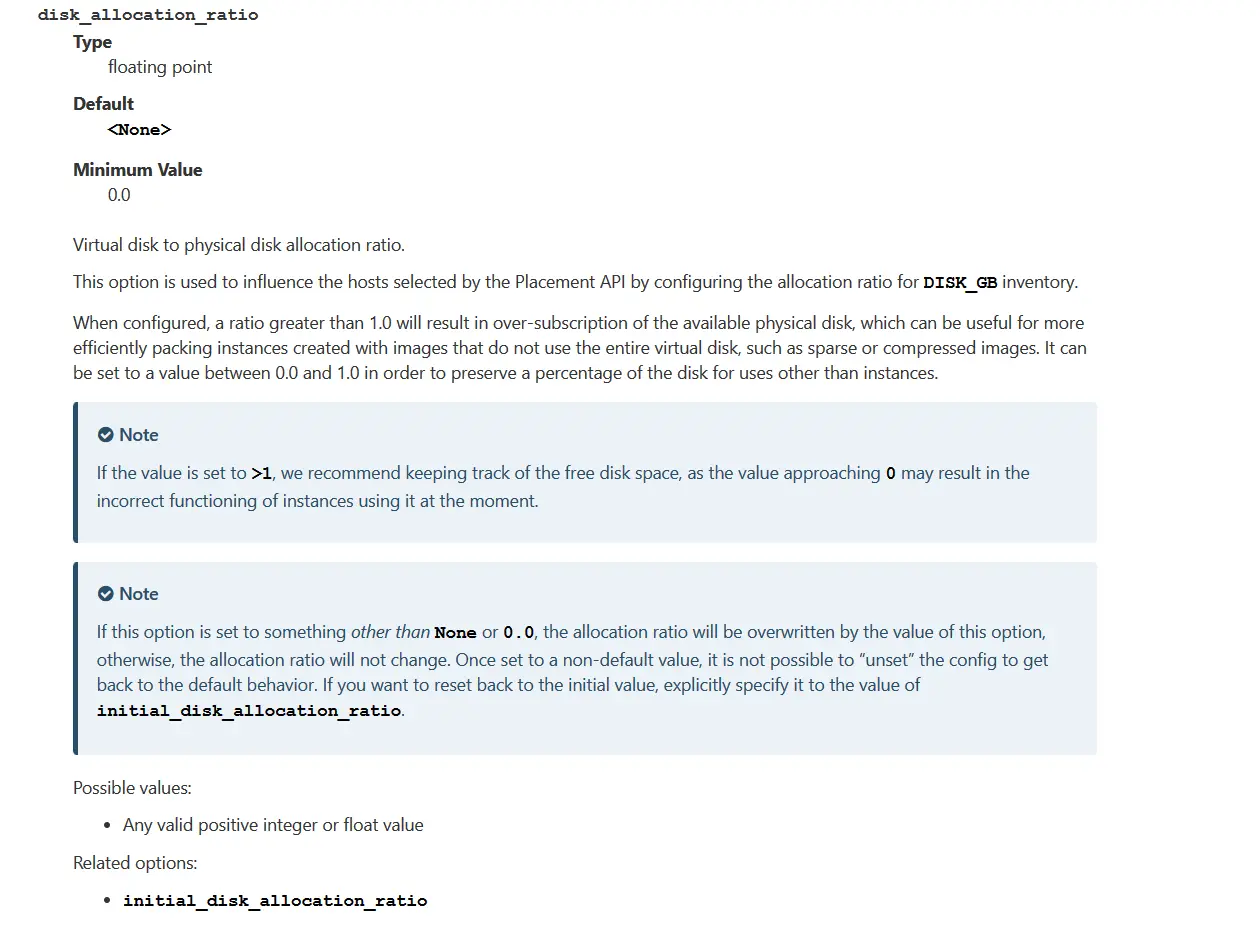 disk_allocation_ratio
Type
floating point
Default
<None>
Minimum Value
0.0
Virtual disk to physical disk allocation ratio.
This option is used to influence the hosts selected by the Placement API by configuring the allocation ratio for DISK_GB inventory.
When configured, a ratio greater than 1.0 will result in over-subscription of the available physical disk, which can be useful for more
efficiently packing instances created with images that do not use the entire virtual disk, such as sparse or compressed images. It can
be set to a value between 0.0 and 1.0 in order to preserve a percentage of the disk for uses other than instances.
Note
If the value is set to >1, we recommend keeping track of the free disk space, as the value approaching 0 may result in the
incorrect functioning of instances using it at the moment.
Note
If this option is set to something other than None or 0.0, the allocation ratio will be overwritten by the value of this option,
otherwise, the allocation ratio will not change. Once set to a non-default value, it is not possible to “unset” the config to get
back to the default behavior. If you want to reset back to the initial value, explicitly specify it to the value of
initial_disk_allocation_ratio.
Possible values:
• Any valid positive integer or float value
Related options:
• initial_disk_allocation_ratio